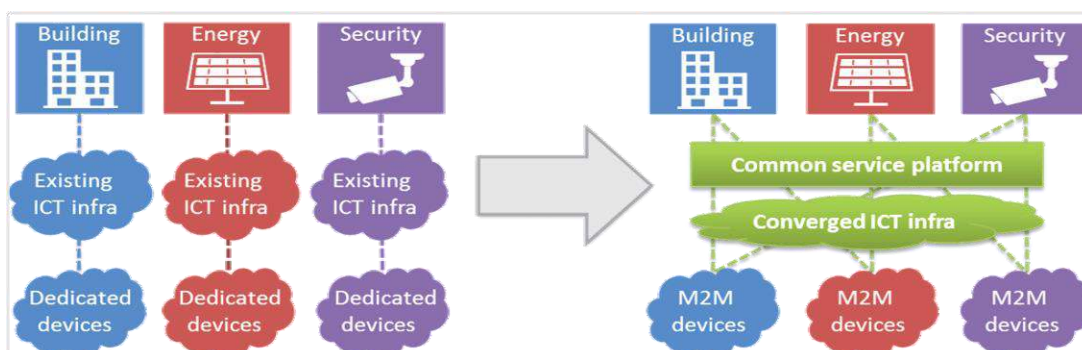 Building
Energy
Security
Existing
ICT infra
Existing
ICT infra
Existing
ICT infra
Dedicated
devices
Dedicated
devices
Dedicated
devices
Building
Energy
Security
Common service platform
Converged ICT infra
M2M
devices
M2M
devices
M2M
devices